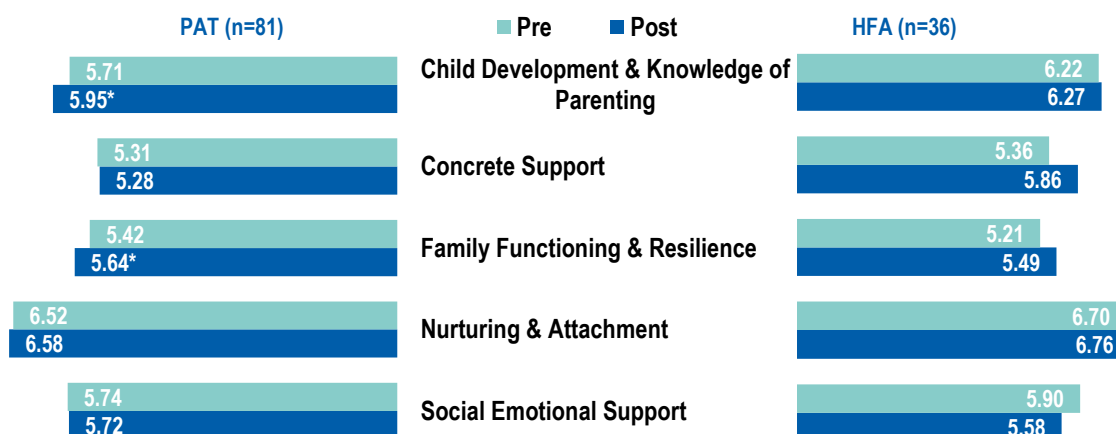 PAT (n=81)
Pre
Post
HFA (n=36)
5.71
5.95*
Child Development & Knowledge of
Parenting
6.22
6.27
5.31
5.28
Concrete Support
5.36
5.86
5.42
5.64*
Family Functioning & Resilience
5.21
5.49
6.52
6.58
Nurturing & Attachment
6.70
6.76
5.74
5.72
Social Emotional Support
5.90
5.58